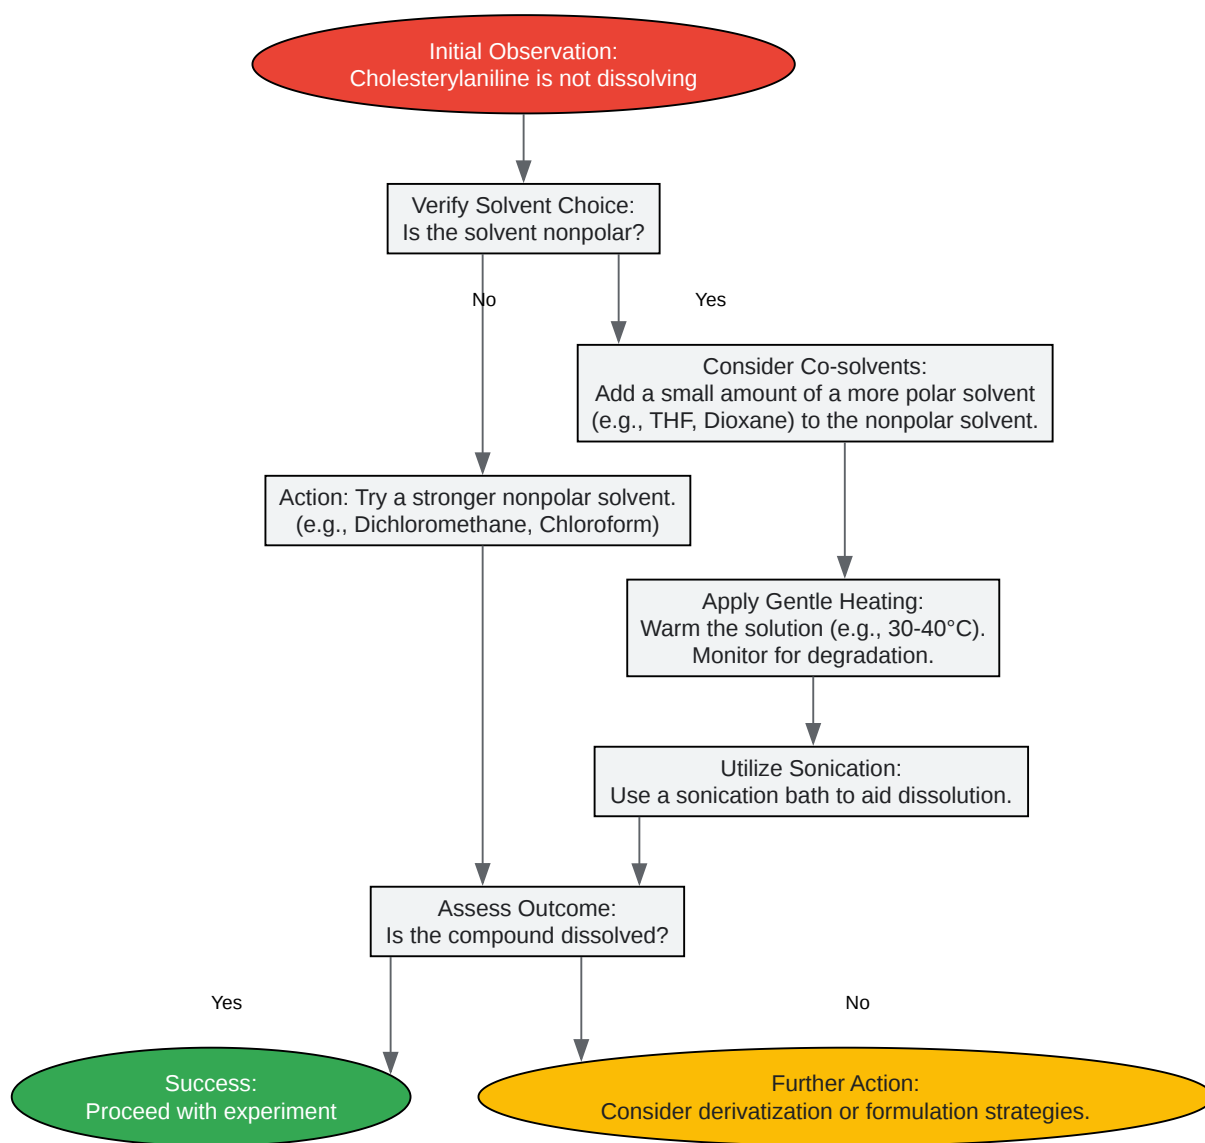 Initial Observation:
Cholesterylaniline is not dissolving
Verify Solvent Choice:
Is the solvent nonpolar?
No
Yes
Consider Co-solvents:
Add a small amount of a more polar solvent
(e.g., THF, Dioxane) to the nonpolar solvent.
Action: Try a stronger nonpolar solvent.
(e.g., Dichloromethane, Chloroform)
Apply Gentle Heating:
Warm the solution (e.g., 30-40°C).
Monitor for degradation.
Utilize Sonication:
Use a sonication bath to aid dissolution.
Assess Outcome:
Is the compound dissolved?
Yes
No
Success:
Proceed with experiment
Further Action:
Consider derivatization or formulation strategies.